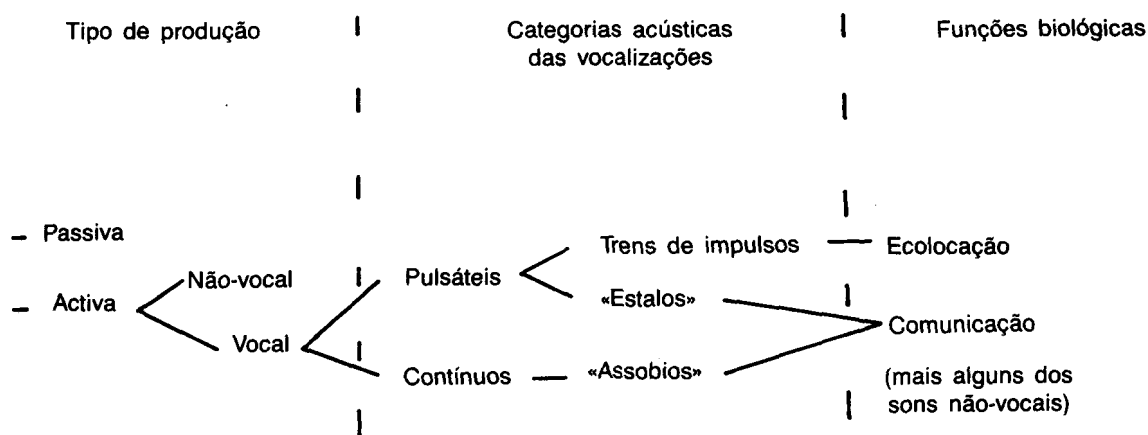 Tipo de produção
Categorias acústicas
das vocalizações
Funções biológicas
– Passiva
– Activa
Não-vocal
Vocal
Pulsáteis
Contínuos
Trens de impulsos
«Estalos»
«Assobios»
Ecolocação
Comunicação
(mais alguns dos
sons não-vocais)